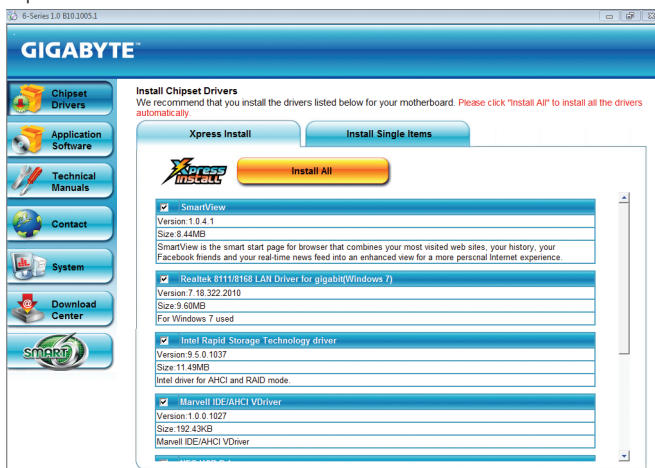 6-Series 1.0 B10.1005.1
GIGABYTE™
Chipset
Drivers
Application
Software
Technical
Manuals
Contact
System
Download
Center
SMART
Install Chipset Drivers
We recommend that you install the drivers listed below for your motherboard. Please click "Install All" to install all the drivers
automatically.
Xpress Install
Install Single Items
Xpress
Install
Install All
SmartView
Version:1.0.4.1
Size:8.44MB
SmartView is the smart start page for browser that combines your most visited web sites, your history, your
Facebook friends and your real-time news feed into an enhanced view for a more personal Internet experience.
Realtek 8111/8168 LAN Driver for gigabit(Windows 7)
Version:7.18.322.2010
Size:9.60MB
For Windows 7 used
Intel Rapid Storage Technology driver
Version:9.5.0.1037
Size:11.49MB
Intel driver for AHCI and RAID mode.
Marvell IDE/AHCI VDriver
Version:1.0.0.1027
Size:192.43KB
Marvell IDE/AHCI VDriver